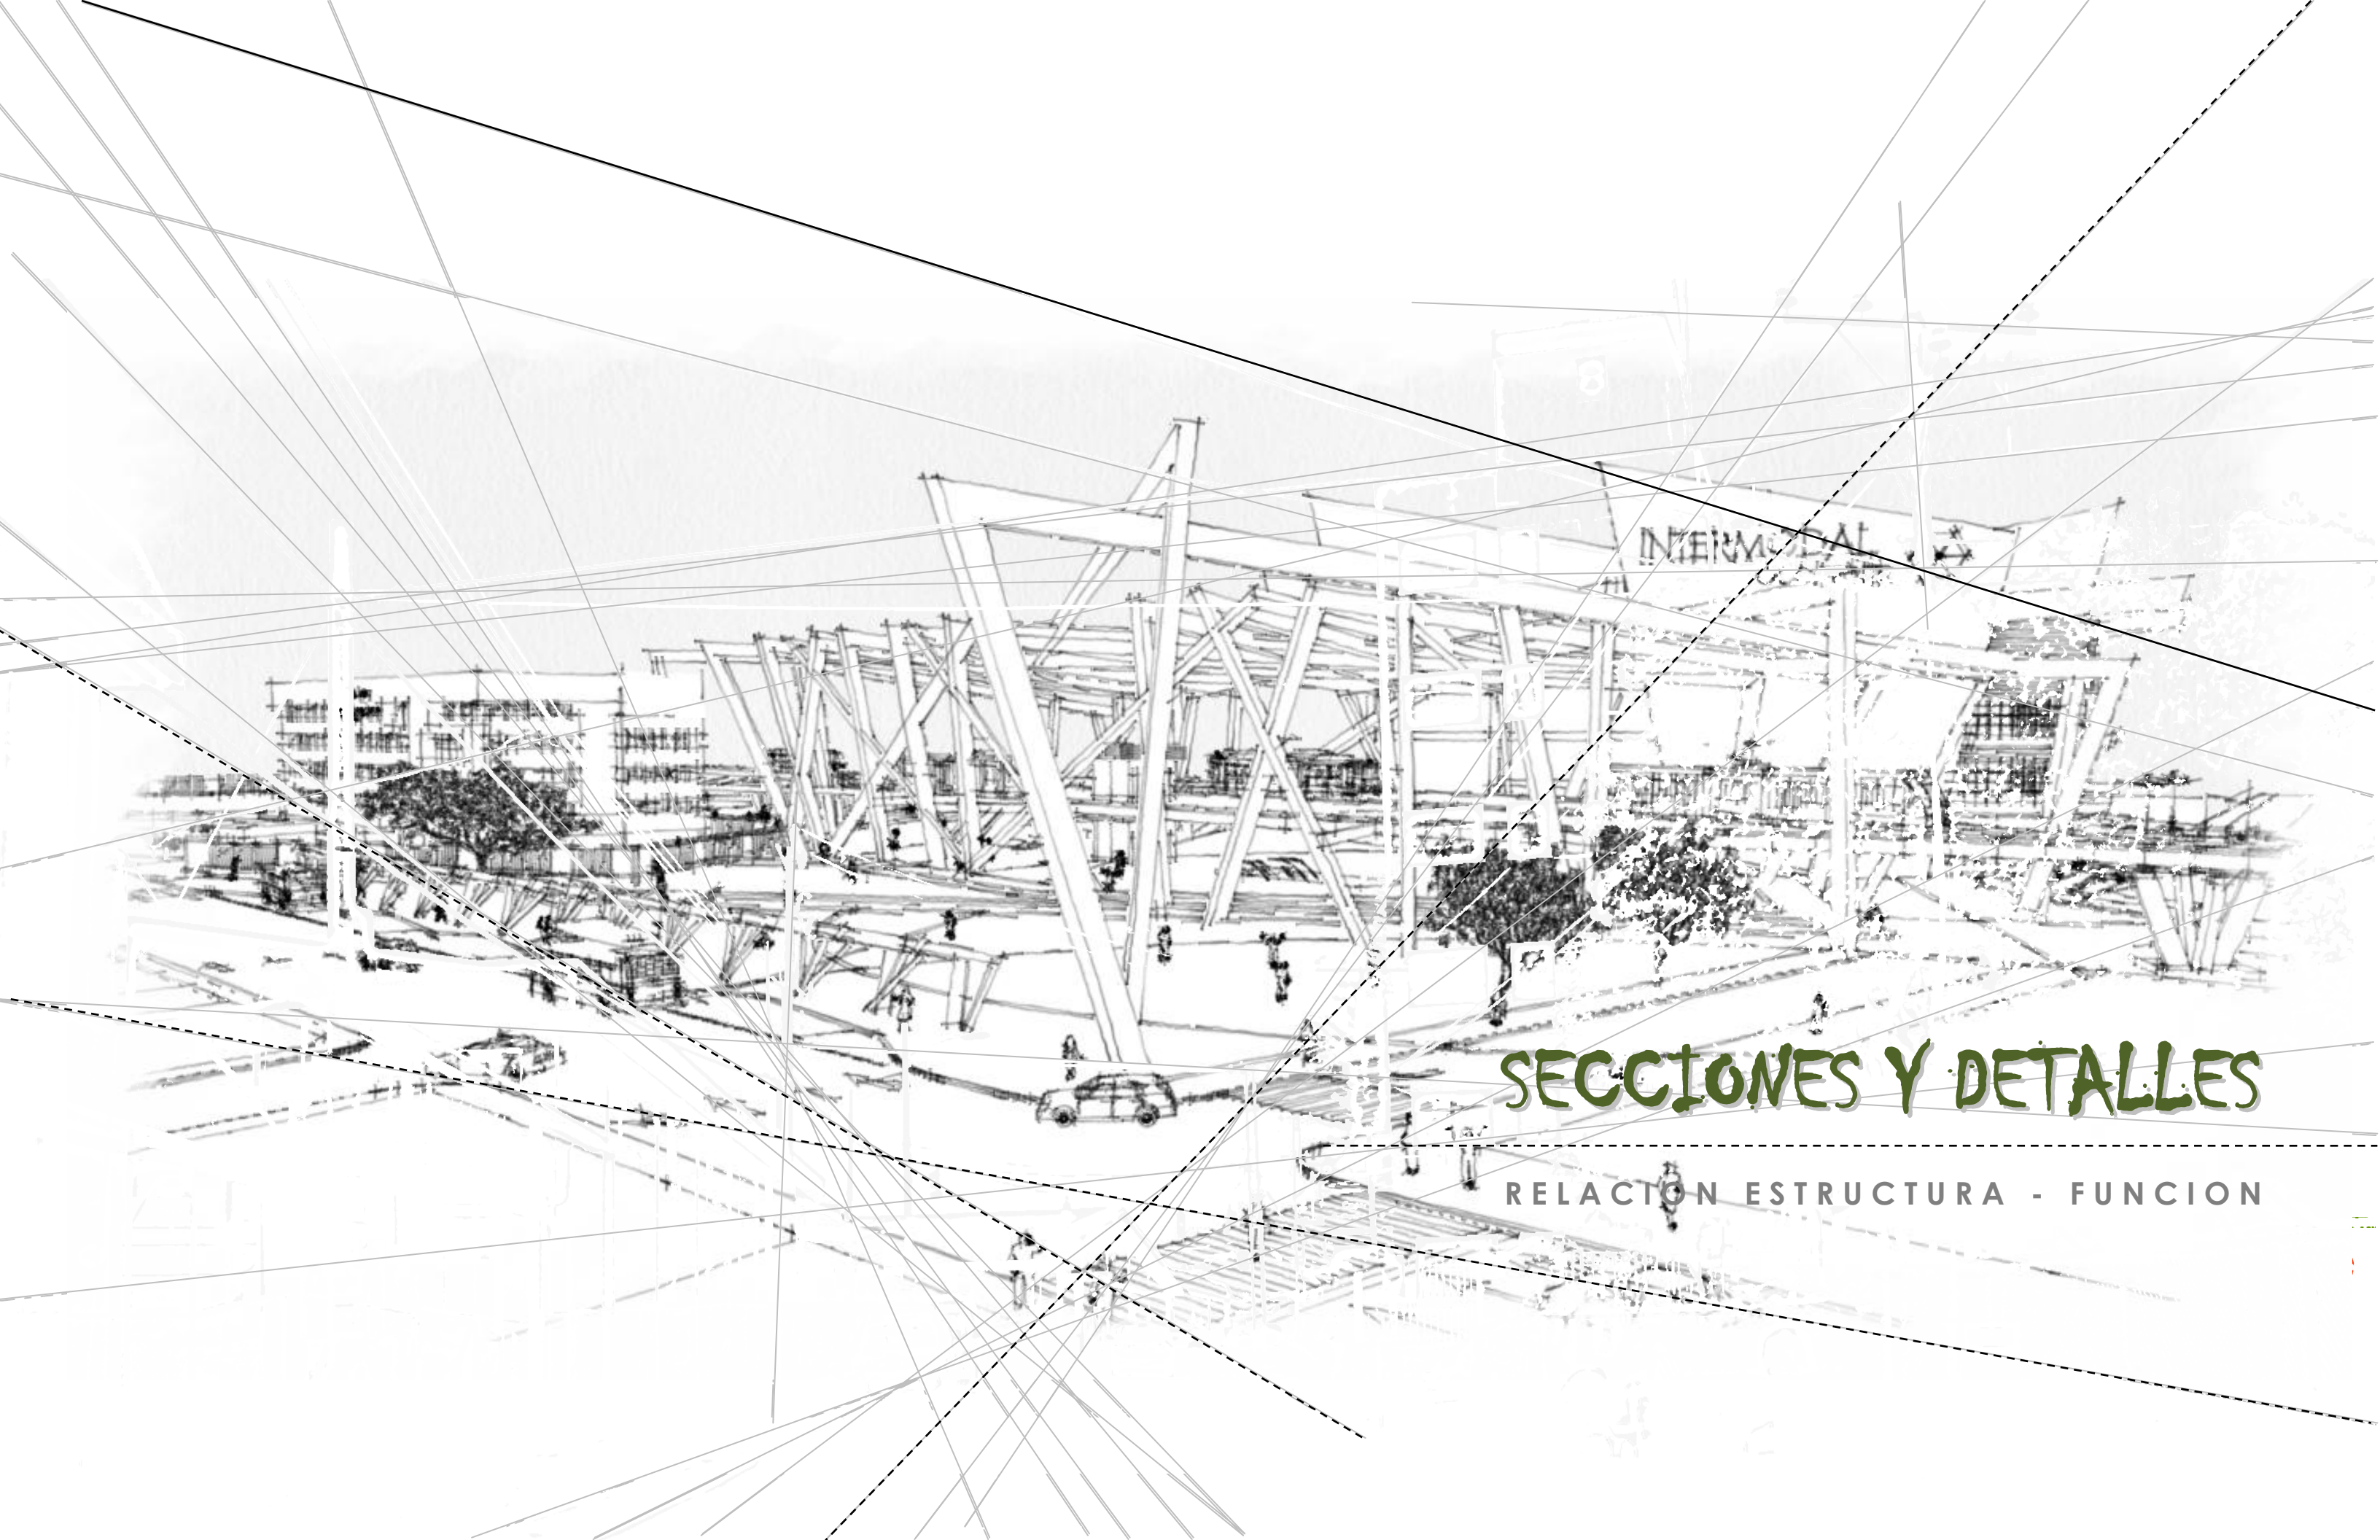 INTERMODAL
SECCIONES Y DETALLES
RELACION ESTRUCTURA - FUNCION